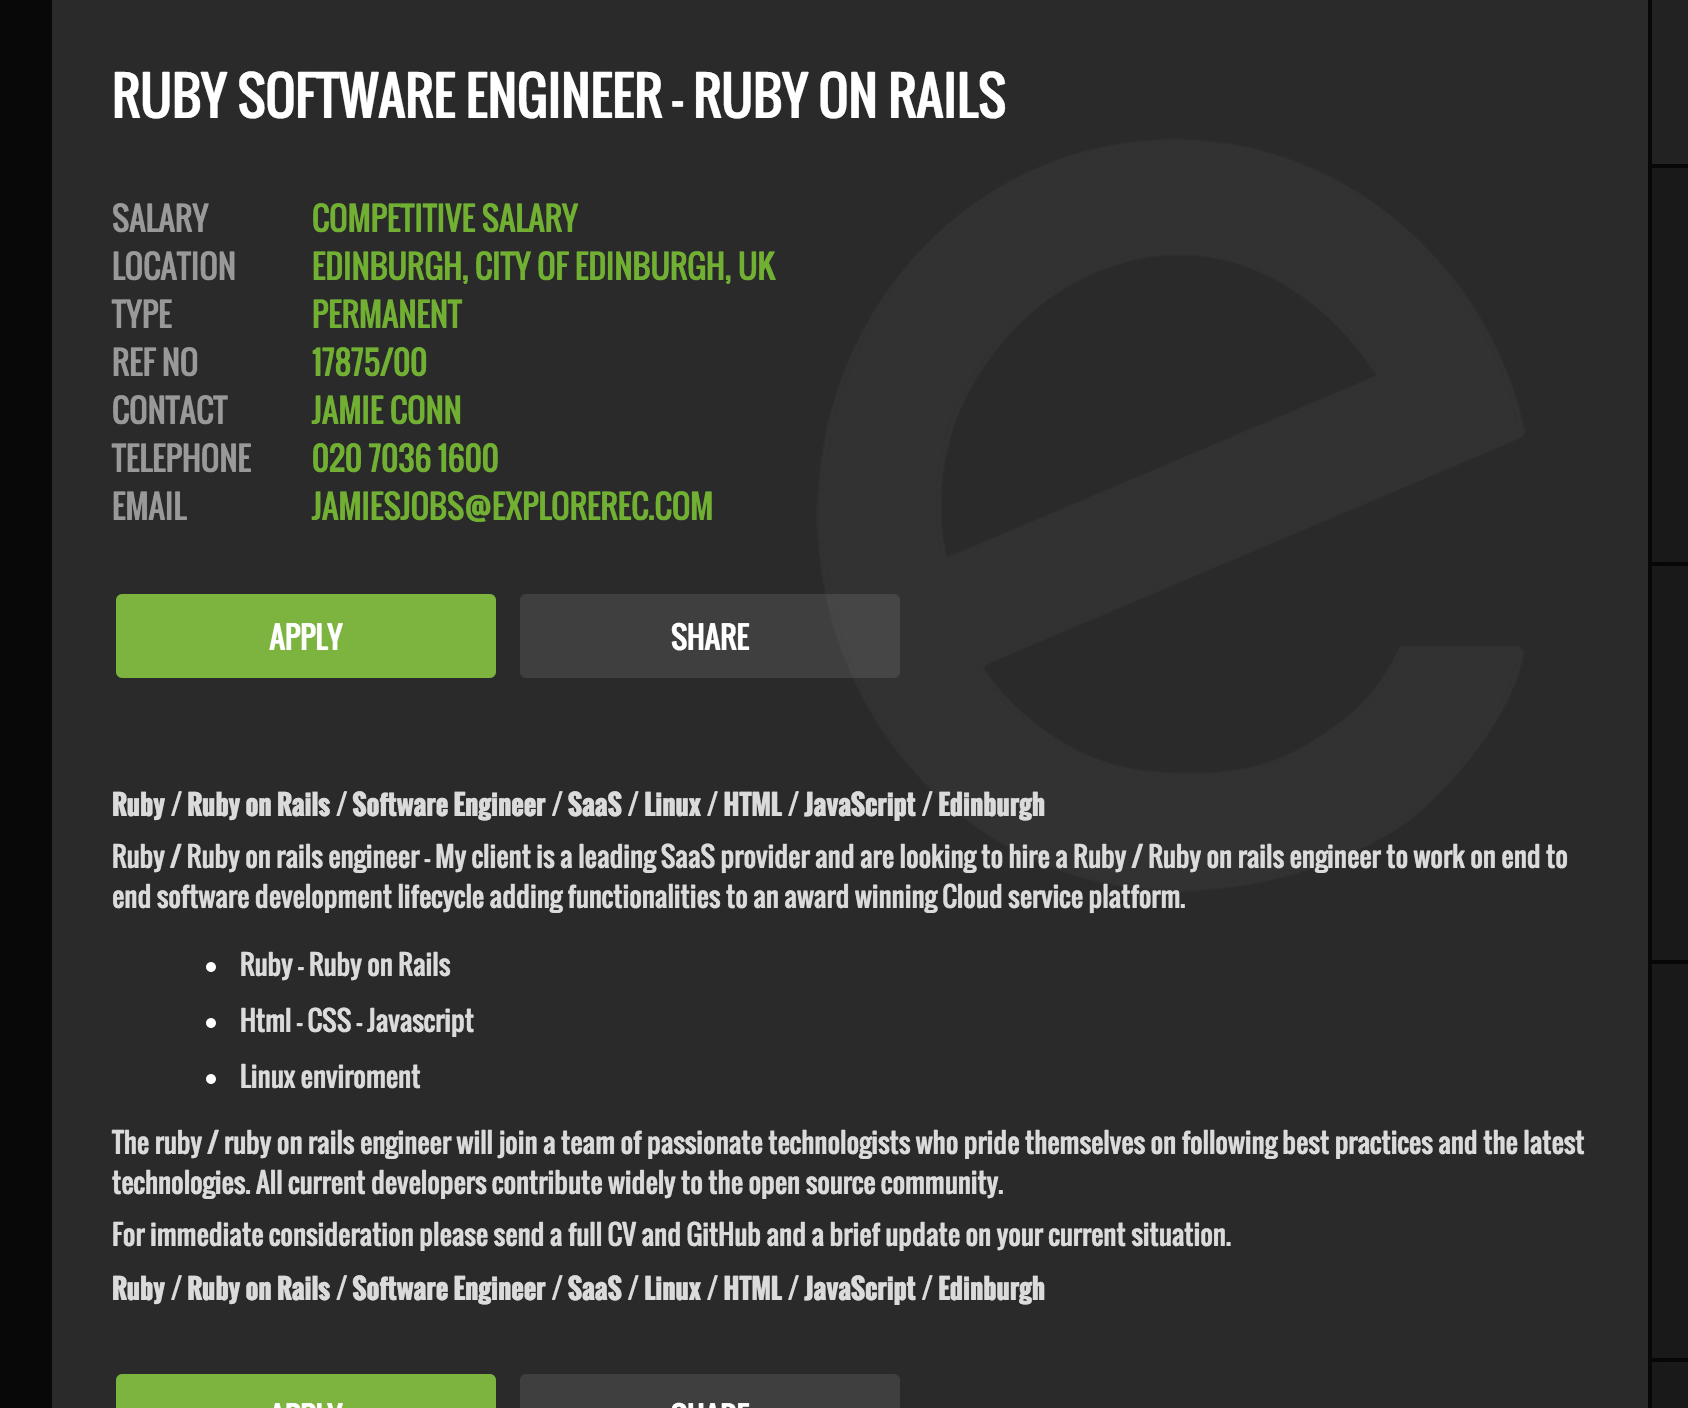 RUBY SOFTWARE ENGINEER - RUBY ON RAILS
SALARY COMPETITIVE SALARY
LOCATION EDINBURGH, CITY OF EDINBURGH, UK
TYPE PERMANENT
REF NO 17875/00
CONTACT JAMIE CONN
TELEPHONE 020 7036 1600
EMAIL JAMIESJOBS@EXPLOREREC.COM
APPLY SHARE
Ruby / Ruby on Rails / Software Engineer / SaaS / Linux / HTML / JavaScript / Edinburgh
Ruby / Ruby on rails engineer - My client is a leading SaaS provider and are looking to hire a Ruby / Ruby on rails engineer to work on end to
end software development lifecycle adding functionalities to an award winning Cloud service platform.
• Ruby - Ruby on Rails
• Html - CSS - Javascript
• Linux enviroment
The ruby / ruby on rails engineer will join a team of passionate technologists who pride themselves on following best practices and the latest
technologies. All current developers contribute widely to the open source community.
For immediate consideration please send a full CV and GitHub and a brief update on your current situation.
Ruby / Ruby on Rails / Software Engineer / SaaS / Linux / HTML / JavaScript / Edinburgh
APPLY SHARE